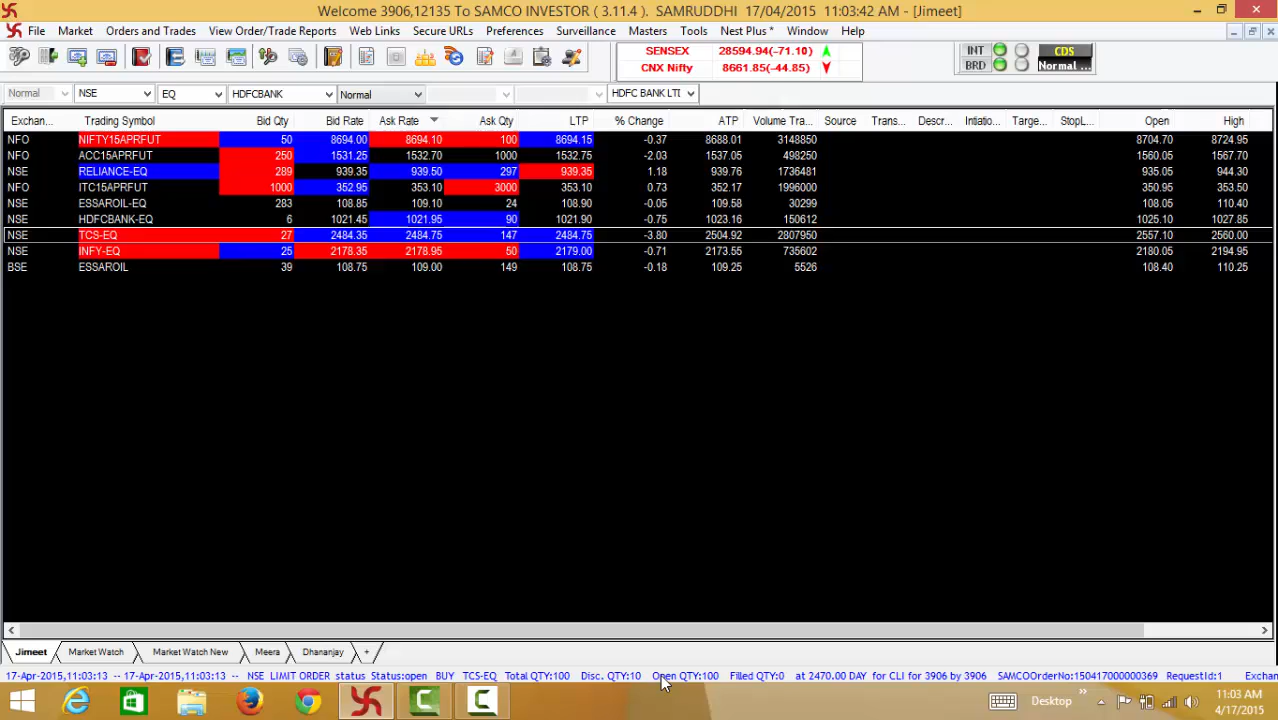 Welcome 3906,12135 To SAMCO INVESTOR ( 3.11.4 ). SAMRUDDHI 17/04/2015 11:03:42 AM - [Jimeet]
File Market Orders and Trades View Order/Trade Reports Web Links Secure URLs Preferences Surveillance Masters Tools Nest Plus * Window Help
SENSEX 28594.94(-71.10)
CNX Nifty 8661.85(-44.85)
INT CDS
BRD Normal ...
Normal NSE EQ HDFCBANK Normal HDFC BANK LTI
Exchan... Trading Symbol Bid Qty Bid Rate Ask Rate Ask Qty LTP % Change ATP Volume Tra... Source Trans... Descr... Intiatio... Targe... StopL... Open High
NFO NIFTY15APRFUT 50 8694.00 8694.10 100 8694.15 -0.37 8688.01 3148850 8704.70 8724.95
NFO ACC15APRFUT 250 1531.25 1532.70 1000 1532.75 -2.03 1537.05 498250 1560.05 1567.70
NSE RELIANCE-EQ 289 939.35 939.50 297 939.35 1.18 939.76 1736481 935.05 944.30
NFO ITC15APRFUT 1000 352.95 353.10 3000 353.10 0.73 352.17 1996000 350.95 353.50
NSE ESSAROIL-EQ 283 108.85 109.10 24 108.90 -0.05 109.58 30299 108.05 110.40
NSE HDFCBANK-EQ 6 1021.45 1021.95 90 1021.90 -0.75 1023.16 150612 1025.10 1027.85
NSE TCS-EQ 27 2484.35 2484.75 147 2484.75 -3.80 2504.92 2807950 2557.10 2560.00
NSE INFY-EQ 25 2178.35 2178.95 50 2179.00 -0.71 2173.55 735602 2180.05 2194.95
BSE ESSAROIL 39 108.75 109.00 149 108.75 -0.18 109.25 5526 108.40 110.25
Jimeet Market Watch Market Watch New Meera Dhananjay +
17-Apr-2015,11:03:13 -- 17-Apr-2015,11:03:13 -- NSE LIMIT ORDER status Status:open BUY TCS-EQ Total QTY:100 Disc. QTY:10 Open QTY:100 Filled QTY:0 at 2470.00 DAY for CLI for 3906 by 3906 SAMCOOrderNo:150417000000369 RequestId:1 Exchan
Desktop
11:03 AM
4/17/2015